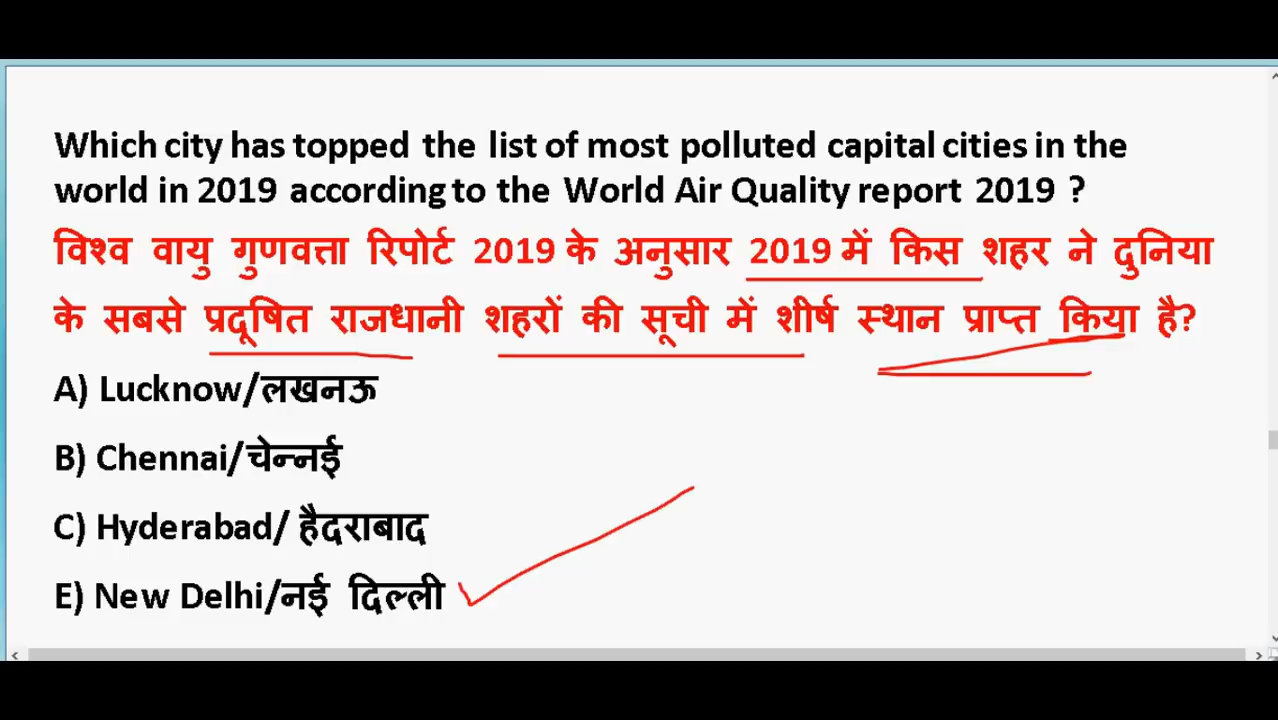 Which city has topped the list of most polluted capital cities in the
world in 2019 according to the World Air Quality report 2019 ?
विश्व वायु गुणवत्ता रिपोर्ट 2019 के अनुसार 2019 में किस शहर ने दुनिया
के सबसे प्रदूषित राजधानी शहरों की सूची में शीर्ष स्थान प्राप्त किया है?
A) Lucknow/लखनऊ
B) Chennai/चेन्नई
C) Hyderabad/ हैदराबाद
E) New Delhi/नई दिल्ली